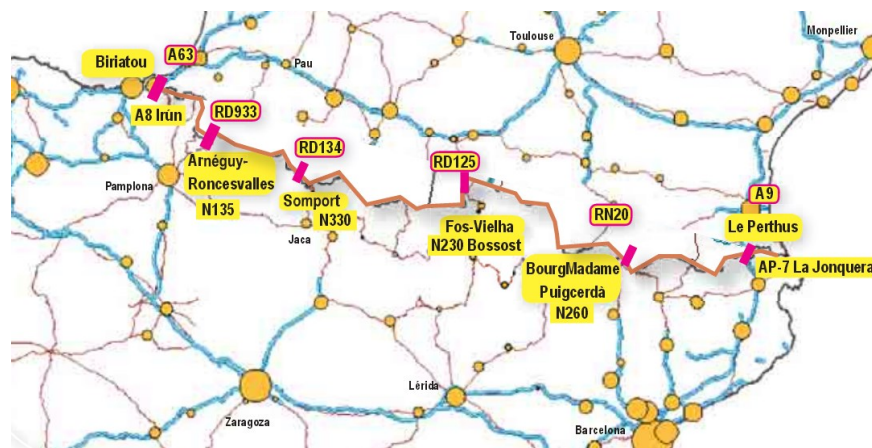 Montpellier
Toulouse
A63
Biriatou
Pau
A8 Irún
RD933
RD134
RD125
Arnéguy-
Roncesvalles
N135
Pamplona
Somport
N330
Jaca
A9
RN20
Fos-Vielha
N230 Bossost
Le Perthus
BourgMadame
Puigcerdà
N260
AP-7 La Jonquera
Lérida
Zaragoza
Barcelona